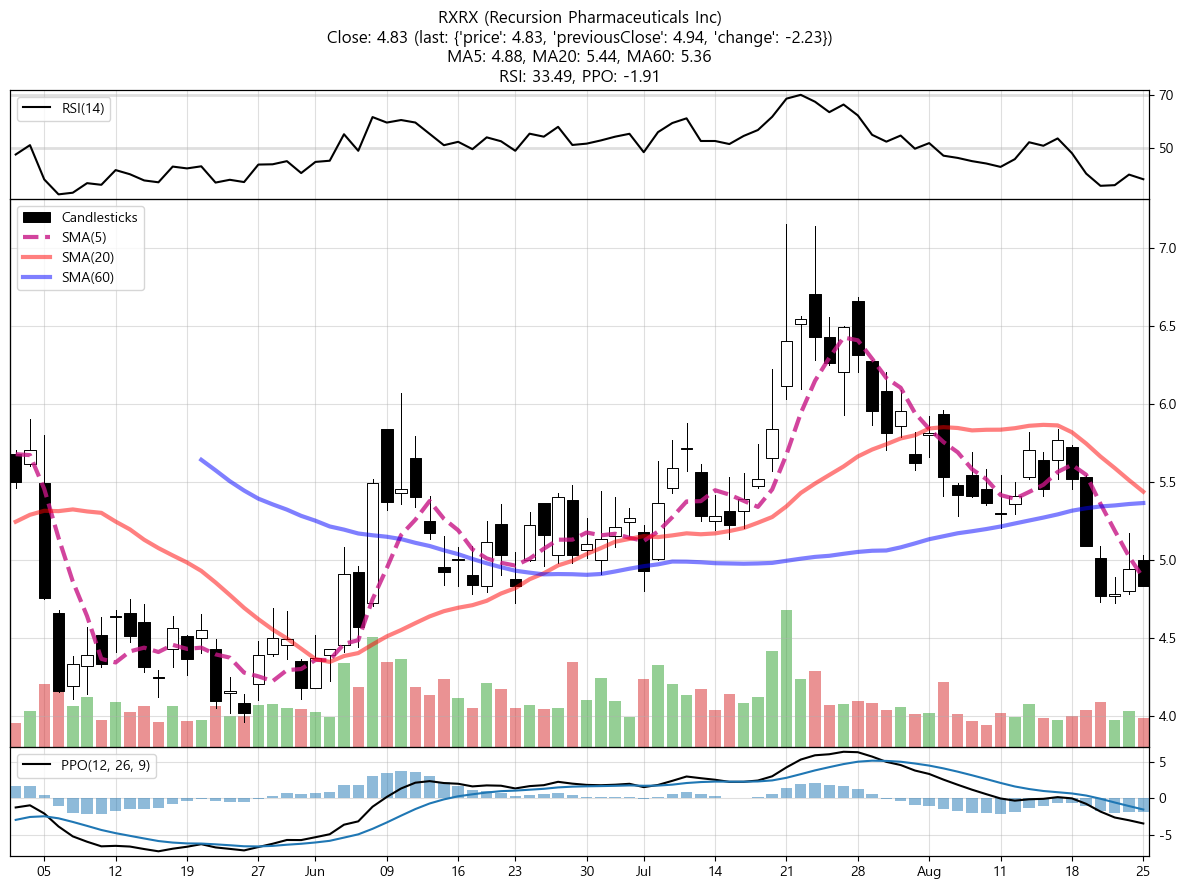 RXRX (Recursion Pharmaceuticals Inc)
Close: 4.83 (last: {'price': 4.83, 'previousClose': 4.94, 'change': -2.23})
MA5: 4.88, MA20: 5.44, MA60: 5.36
RSI: 33.49, PPO: -1.91
RSI(14)
70
50
Candlesticks
SMA(5)
SMA(20)
SMA(60)
7.0
6.5
6.0
5.5
5.0
4.5
4.0
PPO(12, 26, 9)
5
0
-5
05 12 19 27 Jun 09 16 23 Jul 14 21 28 Aug 11 18 25